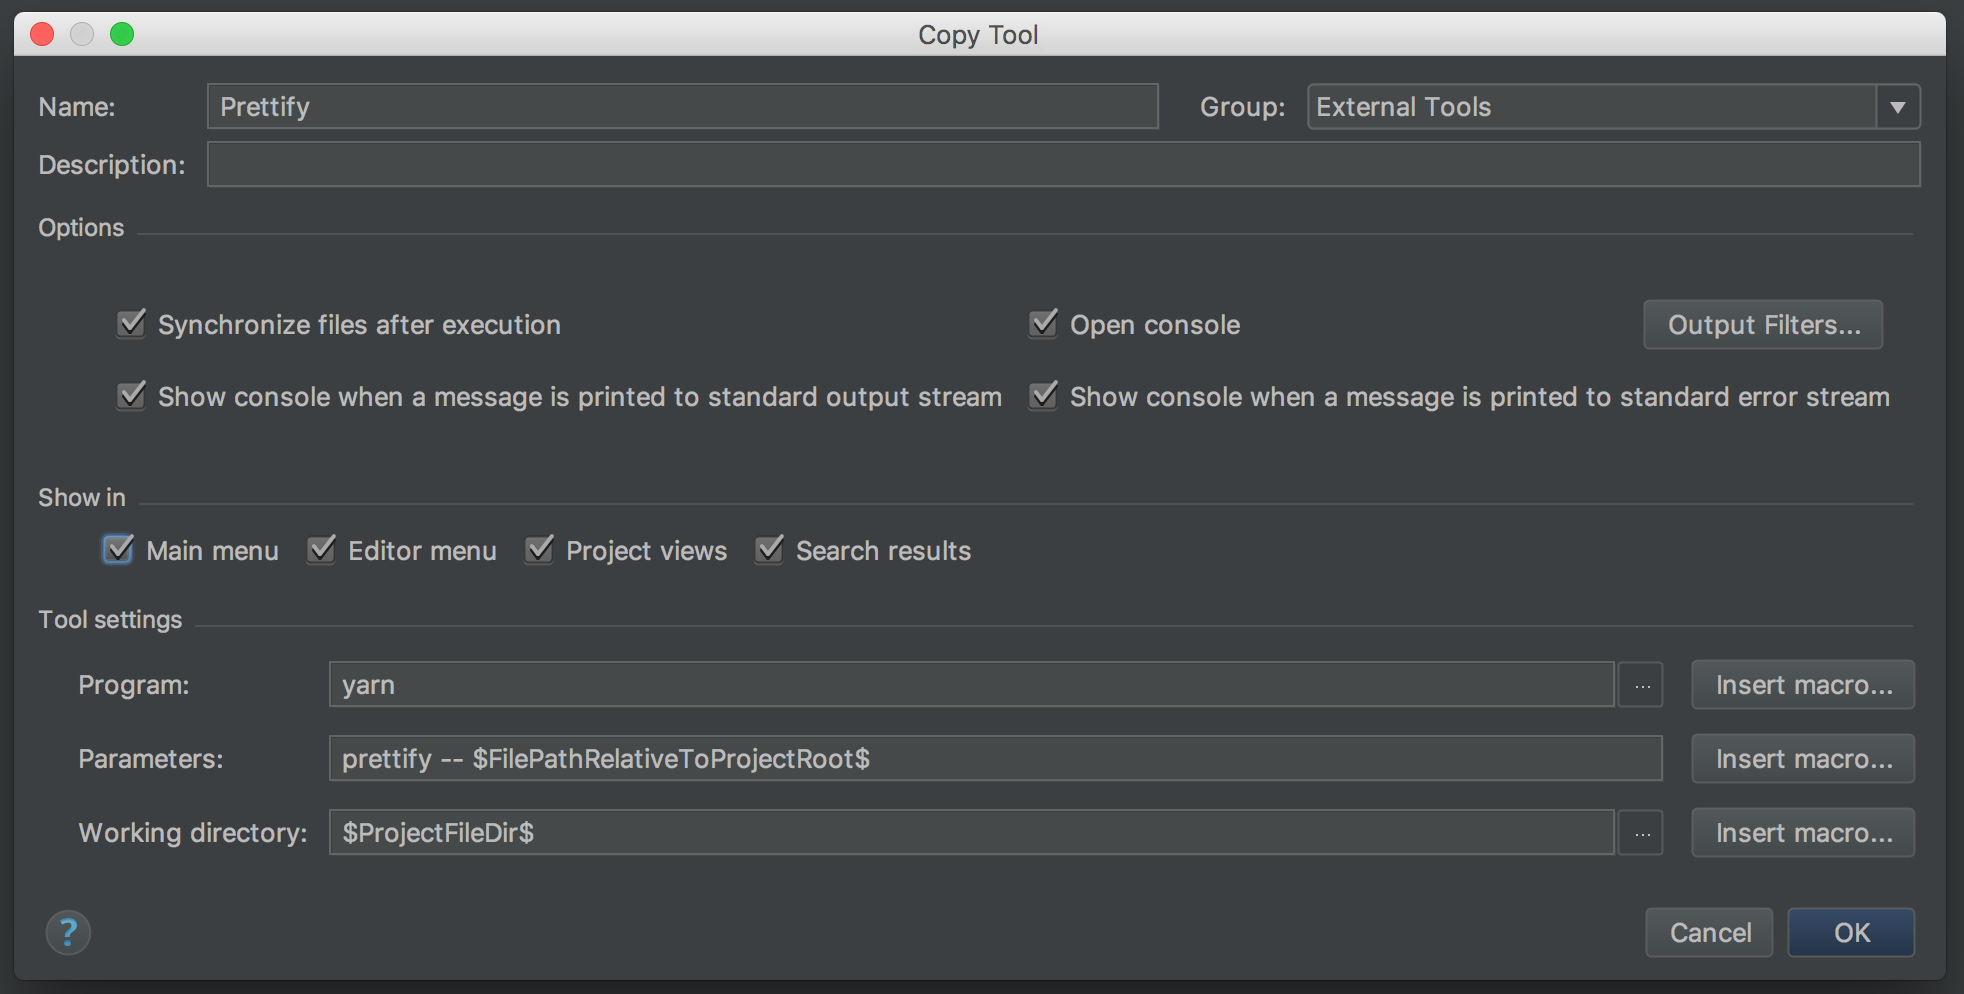 Copy Tool
Name: Prettify Group: External Tools
Description:
Options
Synchronize files after execution Open console Output Filters...
Show console when a message is printed to standard output stream Show console when a message is printed to standard error stream
Show in
Main menu Editor menu Project views Search results
Tool settings
Program: yarn ... Insert macro...
Parameters: prettify -- $FilePathRelativeToProjectRoot$ Insert macro...
Working directory: $ProjectFileDir$ ... Insert macro...
? Cancel OK